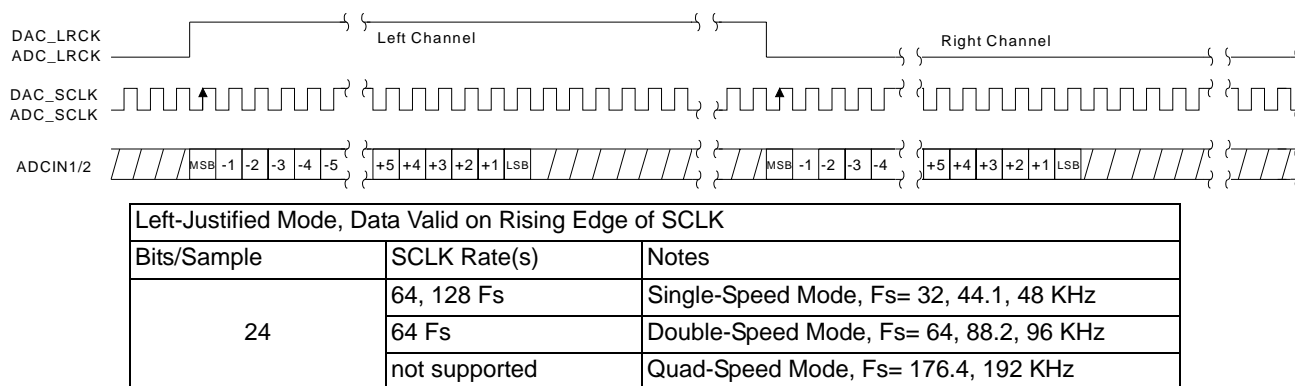 DAC_LRCK
ADC_LRCK
Left Channel
Right Channel
DAC_SCLK
ADC_SCLK
ADCIN1/2
MSB -1 -2 -3 -4 -5 +5 +4 +3 +2 +1 LSB MSB -1 -2 -3 -4 +5 +4 +3 +2 +1 LSB
Left-Justified Mode, Data Valid on Rising Edge of SCLK
Bits/Sample SCLK Rate(s) Notes
24
64, 128 Fs Single-Speed Mode, Fs= 32, 44.1, 48 KHz
64 Fs Double-Speed Mode, Fs= 64, 88.2, 96 KHz
not supported Quad-Speed Mode, Fs= 176.4, 192 KHz